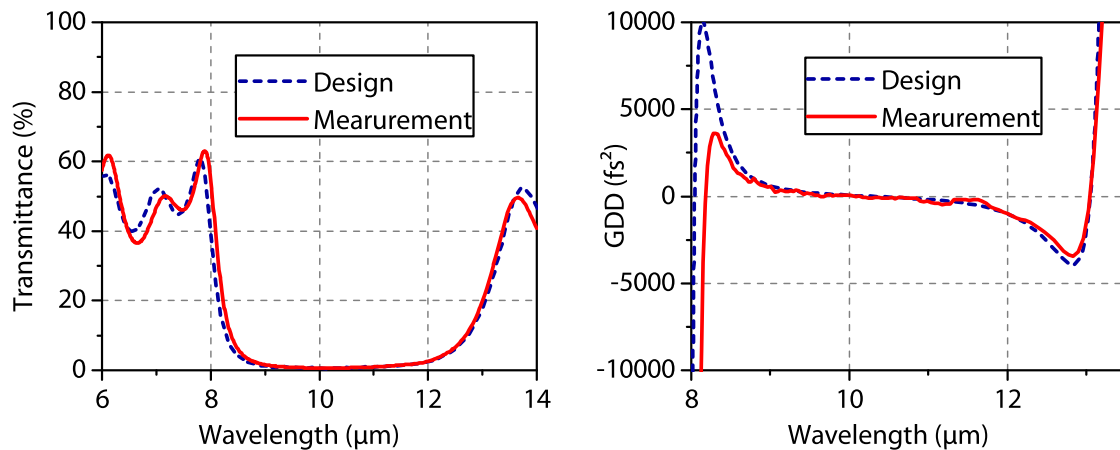 100
80
60
40
20
0
Transmittance (%)
Design
Mearurement
6 8 10 12 14
Wavelength (μm)
10000
5000
0
-5000
-10000
GDD (fs²)
Design
Mearurement
8 10 12
Wavelength (μm)